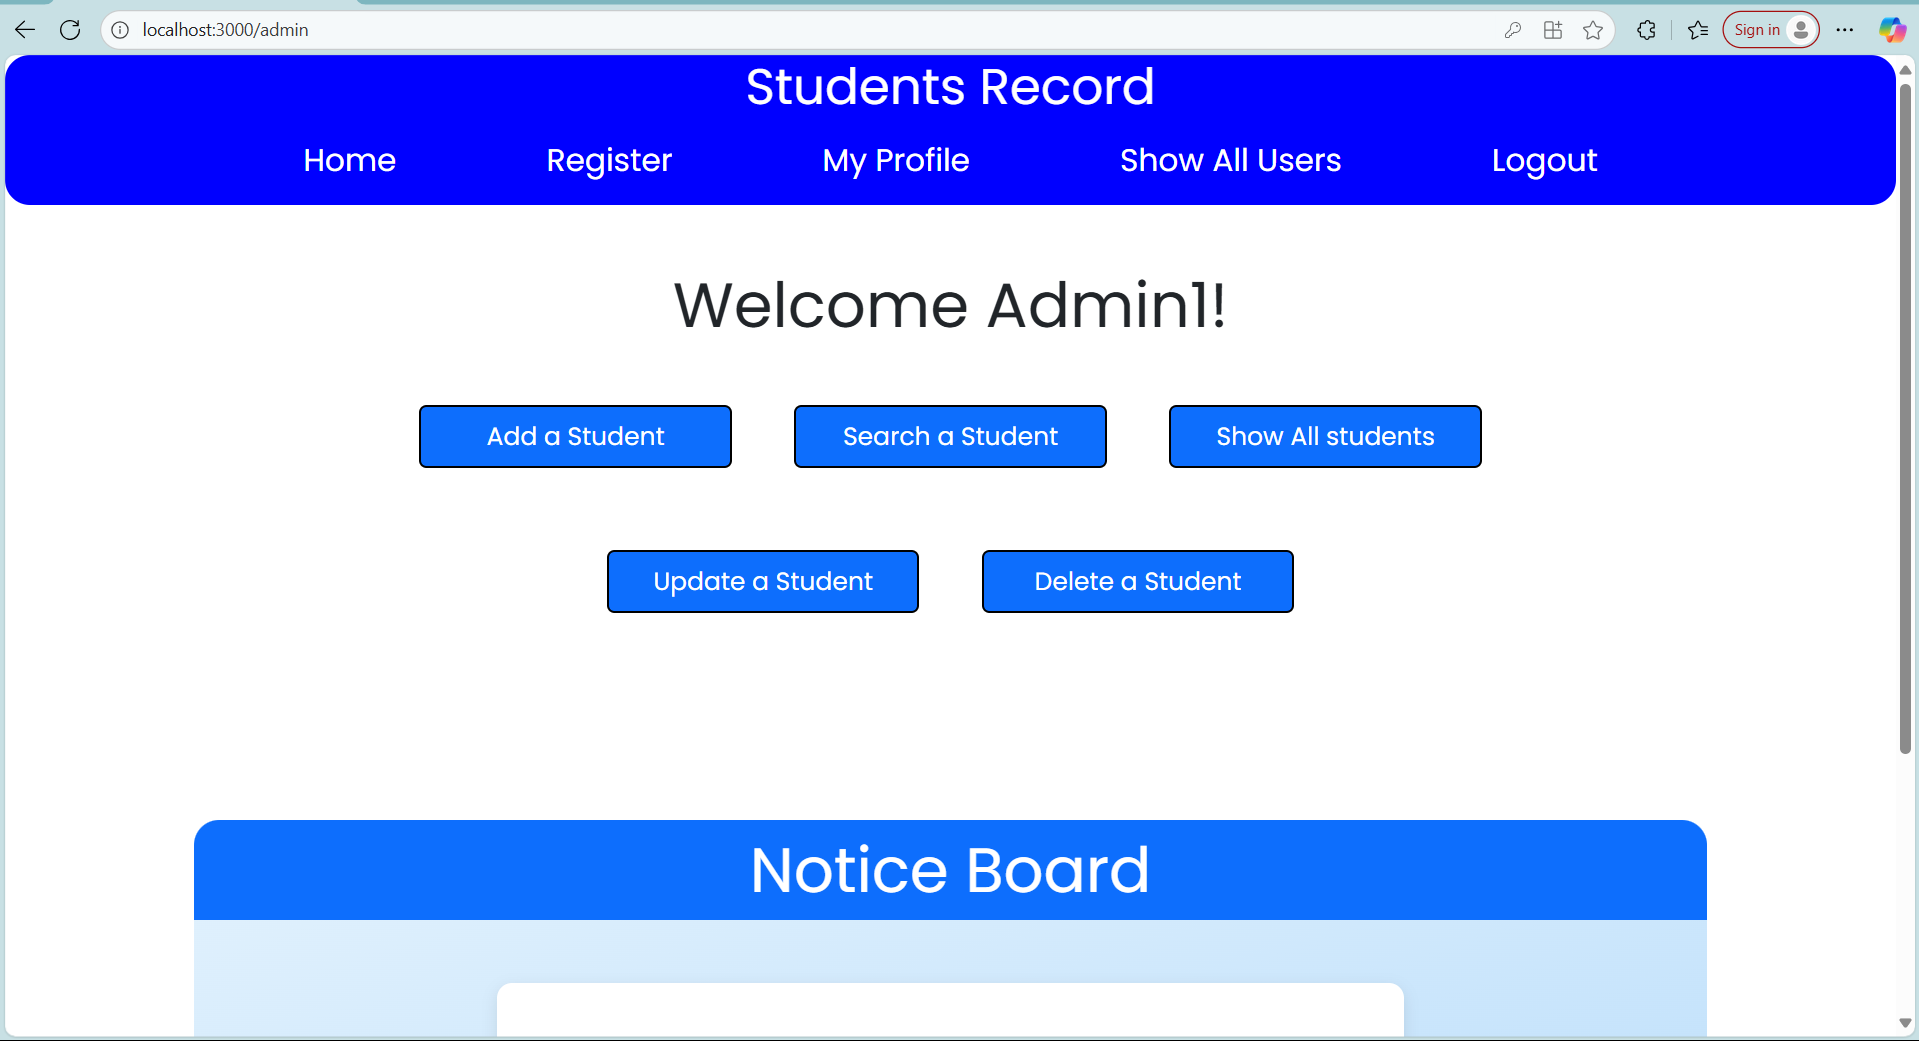 localhost:3000/admin
Sign in
Students Record
Home Register My Profile Show All Users Logout
Welcome Admin1!
Add a Student Search a Student Show All students
Update a Student Delete a Student
Notice Board